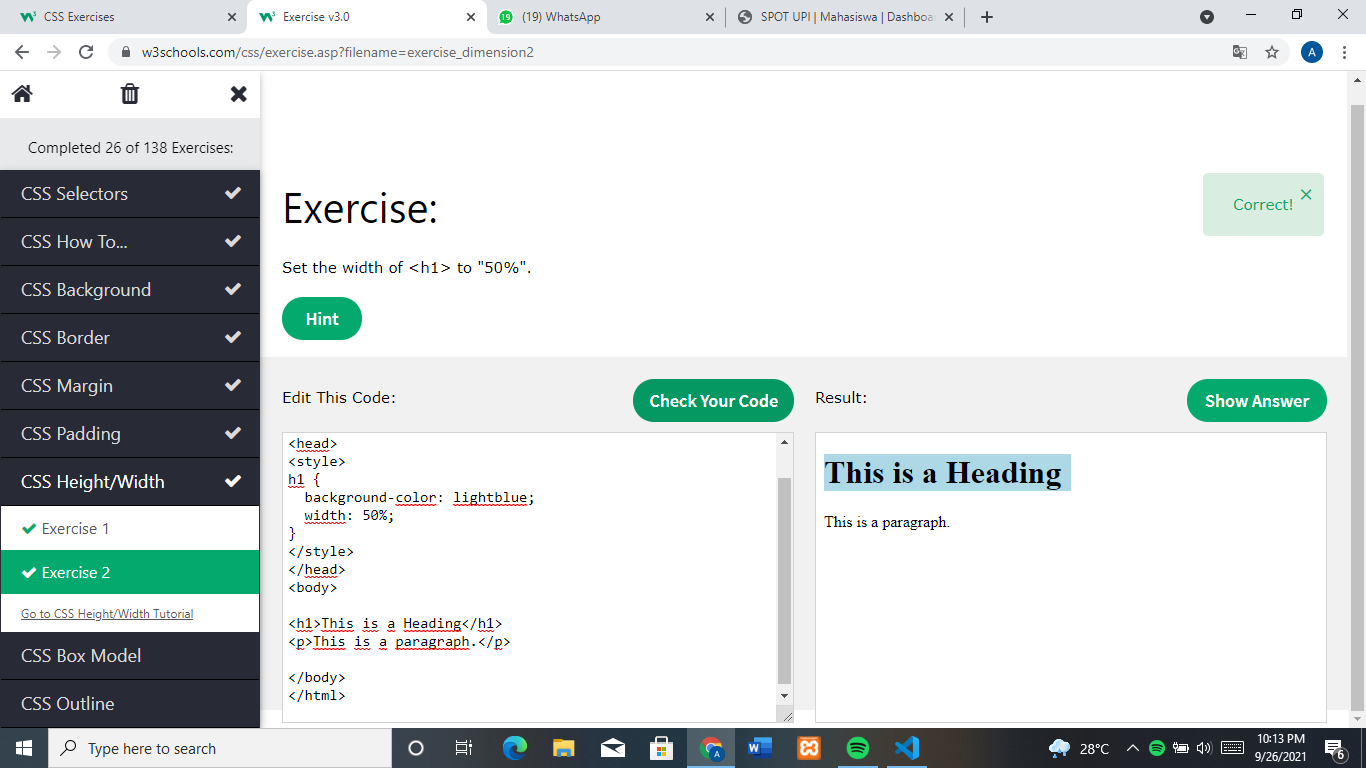 CSS Exercises
Exercise v3.0
(19) WhatsApp
SPOT UPI | Mahasiswa | Dashboa
w3schools.com/css/exercise.asp?filename=exercise_dimension2
A
Completed 26 of 138 Exercises:
CSS Selectors
CSS How To...
CSS Background
CSS Border
CSS Margin
CSS Padding
CSS Height/Width
Exercise 1
Exercise 2
Go to CSS Height/Width Tutorial
CSS Box Model
CSS Outline
Exercise:
Correct!
Set the width of <h1> to "50%".
Hint
Edit This Code:
Check Your Code
<head>
<style>
h1 {
  background-color: lightblue;
  width: 50%;
}
</style>
</head>
<body>
<h1>This is a Heading</h1>
<p>This is a paragraph.</p>
</body>
</html>
Result:
Show Answer
This is a Heading
This is a paragraph.
Type here to search
28°C
10:13 PM
9/26/2021
6